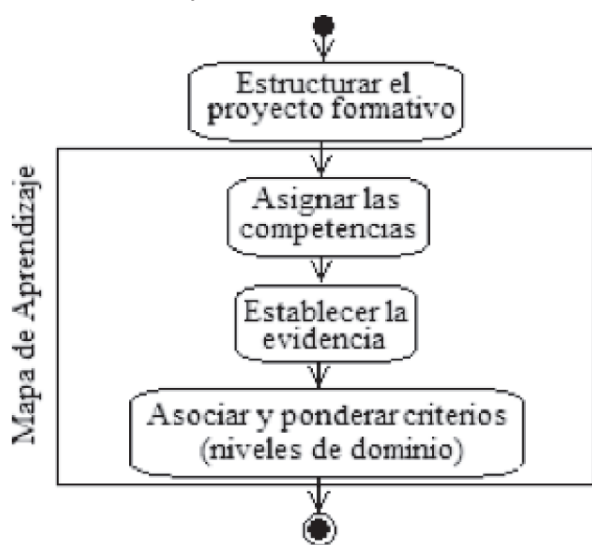 Estructurar el
proyecto formativo
Mapa de Aprendizaje
Asignar las
competencias
Establecer la
evidencia
Asociar y ponderar criterios
(niveles de dominio)